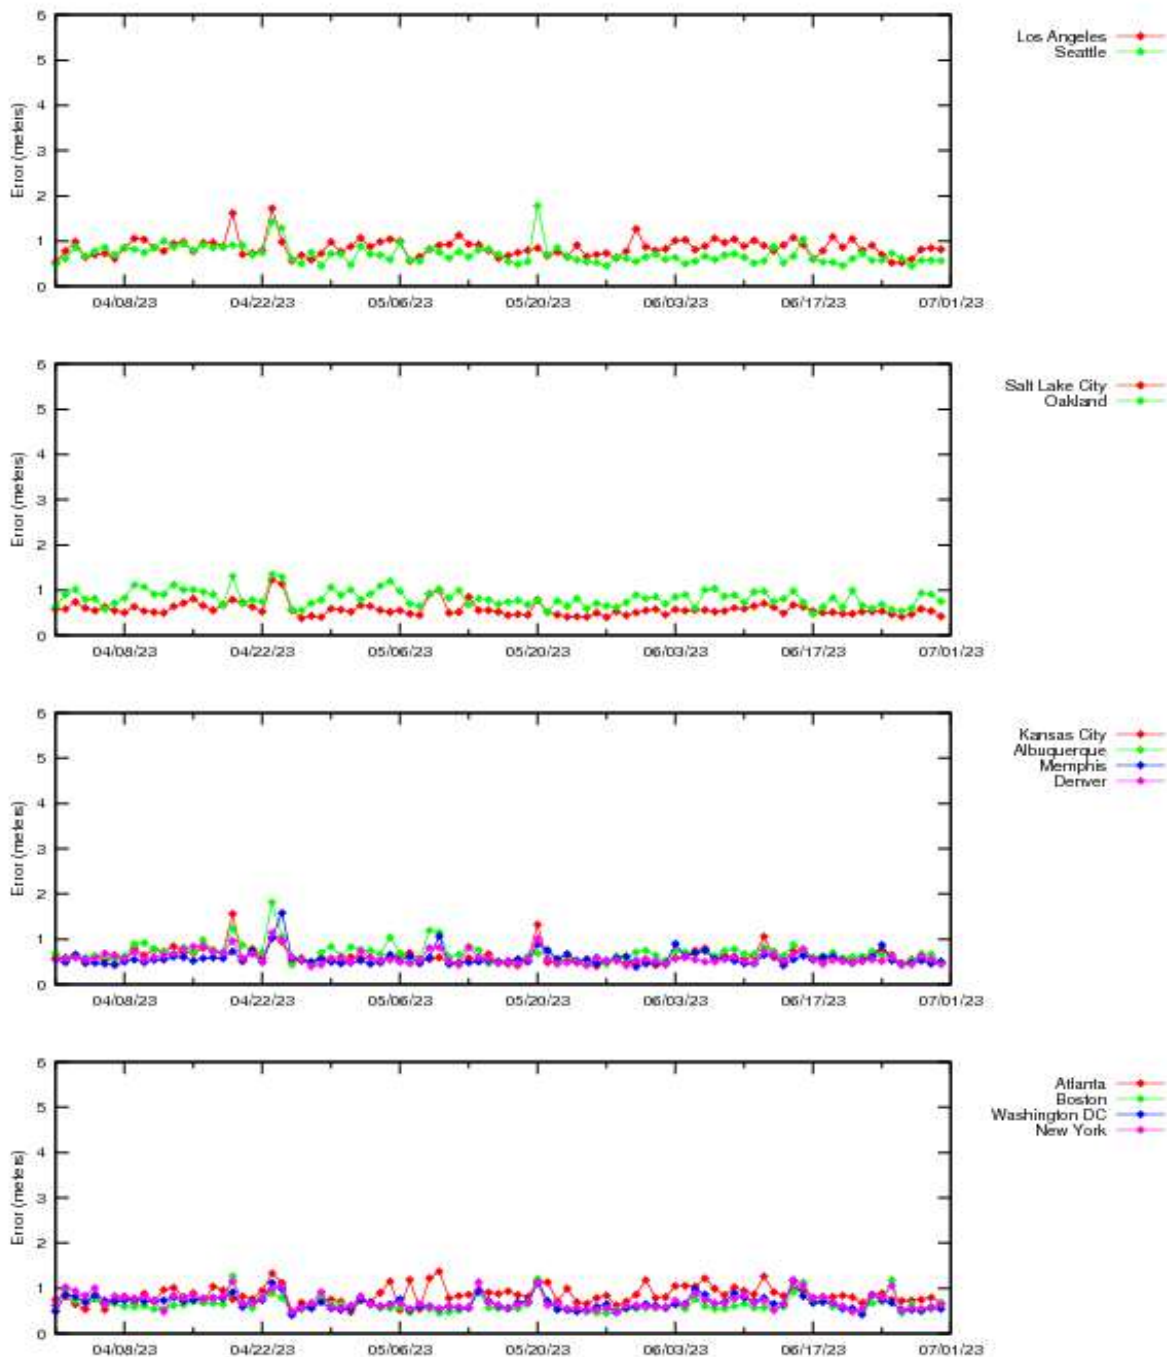 6
Los Angeles
Seattle
5
4
3
2
1
0
Error (meters)
04/08/23 04/22/23 05/06/23 05/20/23 06/03/23 06/17/23 07/01/23
6
Salt Lake City
Oakland
5
4
3
2
1
0
Error (meters)
04/08/23 04/22/23 05/06/23 05/20/23 06/03/23 06/17/23 07/01/23
6
Kansas City
Albuquerque
Memphis
Denver
5
4
3
2
1
0
Error (meters)
04/08/23 04/22/23 05/06/23 05/20/23 06/03/23 06/17/23 07/01/23
6
Atlanta
Boston
Washington DC
New York
5
4
3
2
1
0
Error (meters)
04/08/23 04/22/23 05/06/23 05/20/23 06/03/23 06/17/23 07/01/23